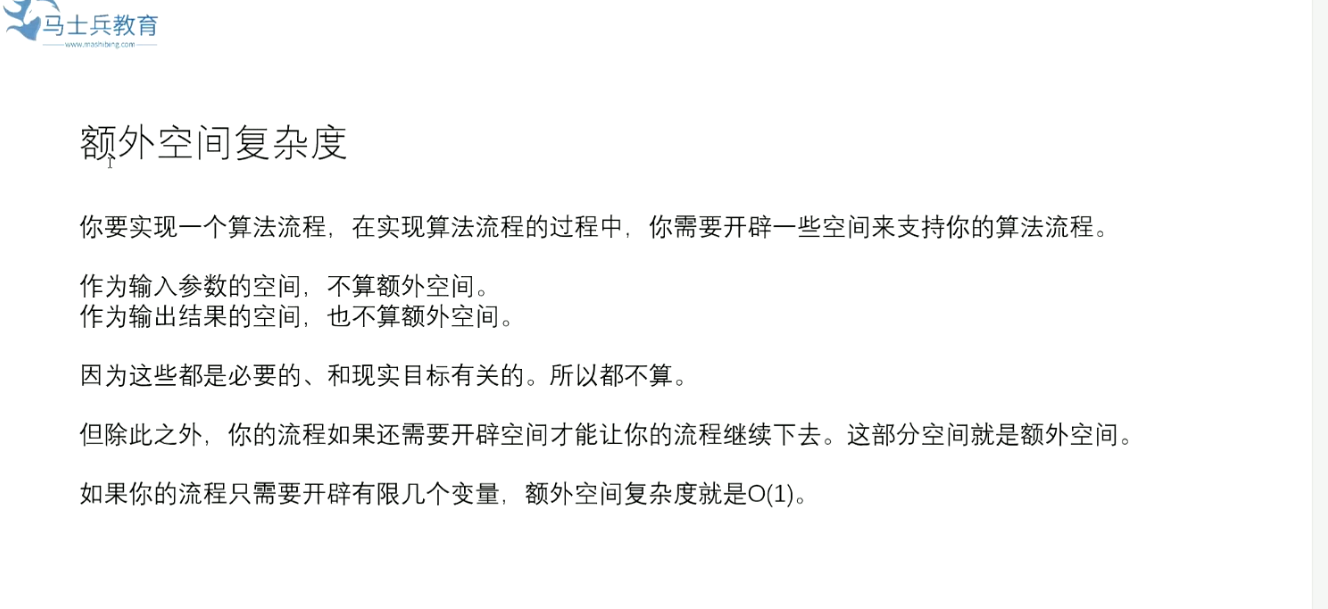 马士兵教育
www.mashibing.com
额外空间复杂度
你要实现一个算法流程，在实现算法流程的过程中，你需要开辟一些空间来支持你的算法流程。
作为输入参数的空间，不算额外空间。
作为输出结果的空间，也不算额外空间。
因为这些都是必要的、和现实目标有关的。所以都不算。
但除此之外，你的流程如果还需要开辟空间才能让你的流程继续下去。这部分空间就是额外空间。
如果你的流程只需要开辟有限几个变量，额外空间复杂度就是O(1)。